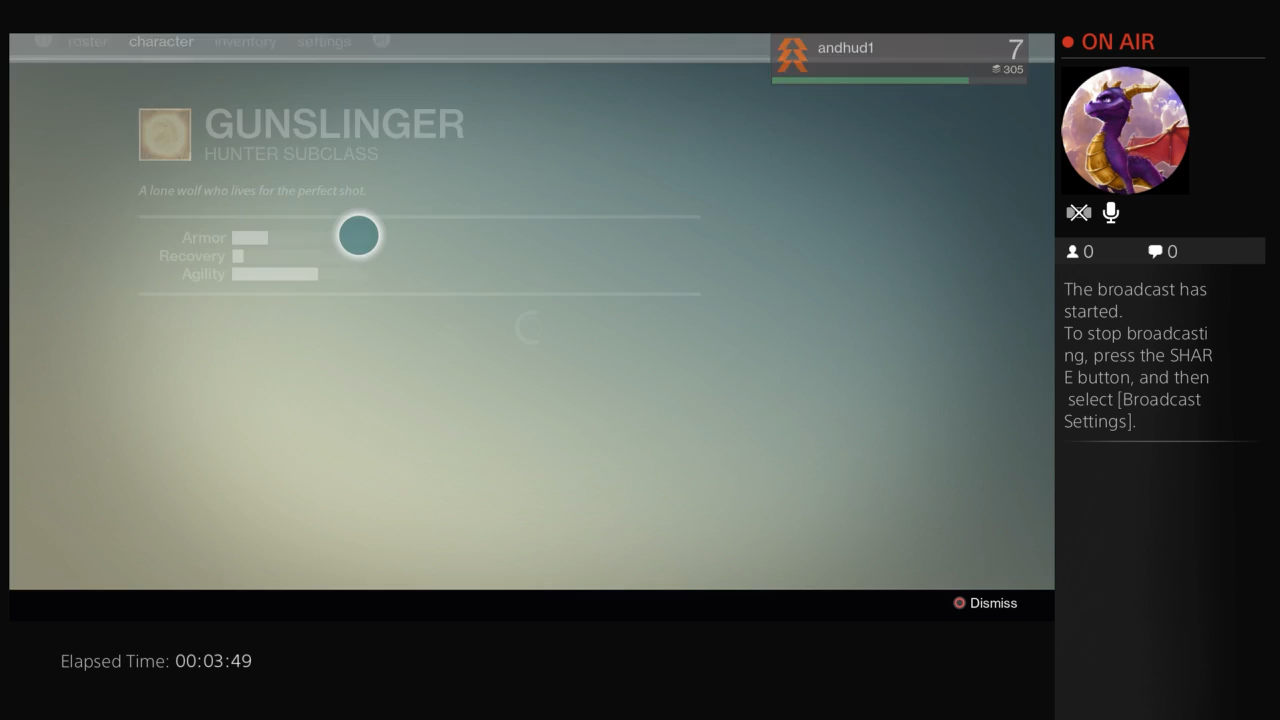 roster character inventory settings
andhud1 7
305
GUNSLINGER
HUNTER SUBCLASS
A lone wolf who lives for the perfect shot.
Armor
Recovery
Agility
Dismiss
Elapsed Time: 00:03:49
ON AIR
0 0
The broadcast has
started.
To stop broadcasti
ng, press the SHAR
E button, and then
select [Broadcast
Settings].